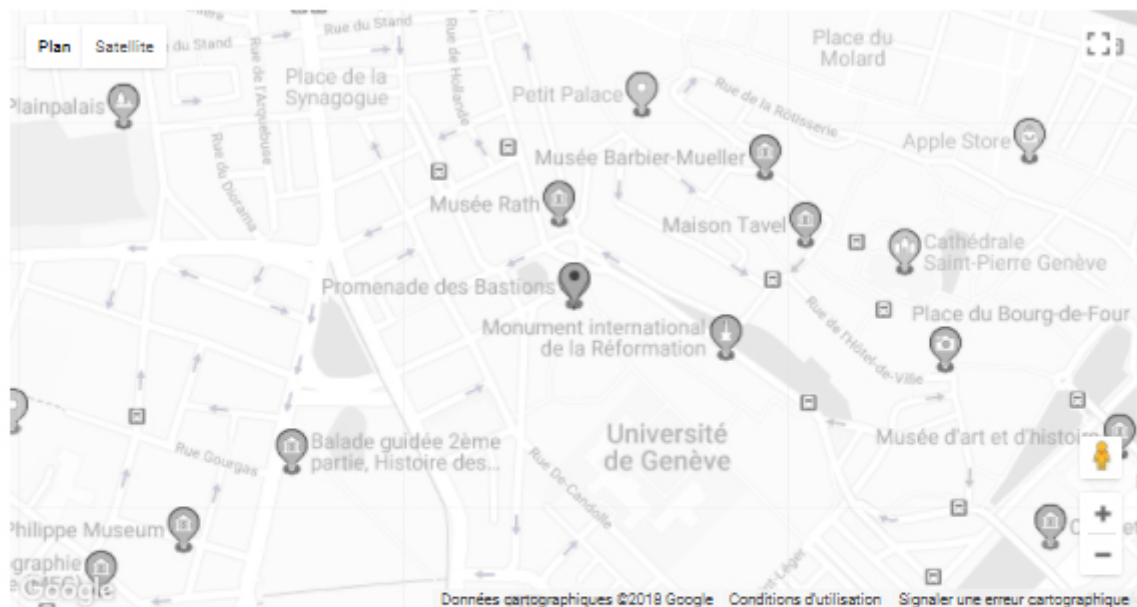 Rue du Stand
Plan
Satellite
du Stand
Rue de l'Arquebuse
Rue de Hollande
Place de la
Synagogue
Place du
Molard
Plainpalais
Petit Palace
Rue de la Rôtisserie
Apple Store
Musée Barbier-Mueller
Rue du Diorama
Musée Rath
Maison Tavel
Cathédrale
Saint-Pierre Genève
Promenade des Bastions
Monument international
de la Réformation
Place du Bourg-de-Four
Rue de l'Hôtel-de-Ville
Musée d'art et d'histoire
Balade guidée 2ème
partie, Histoire des...
Université
de Genève
Rue Gourgas
Rue De-Candolle
Philippe Museum
ographie
(MEG)
Google
Données cartographiques ©2019 Google
Conditions d'utilisation
Signaler une erreur cartographique